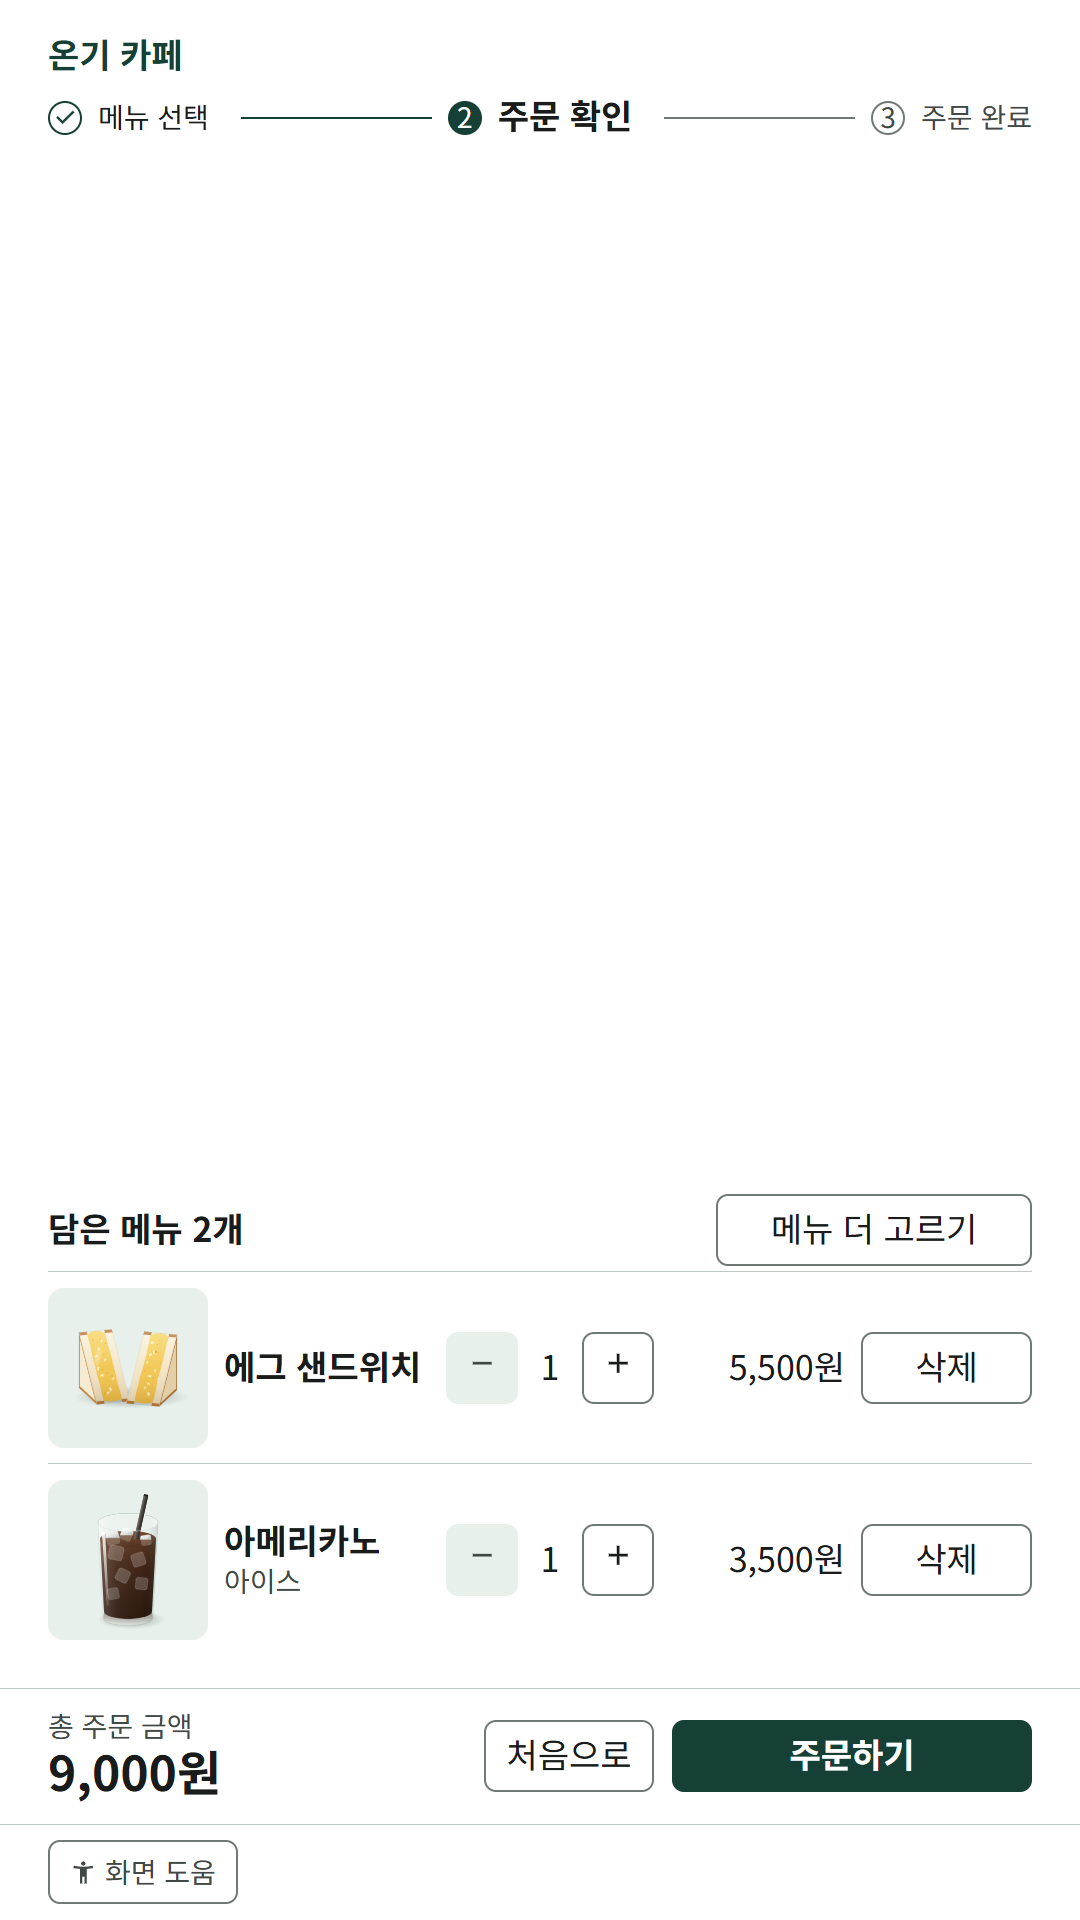 온기 카페
메뉴 선택
2 주문 확인
3 주문 완료
담은 메뉴 2개
메뉴 더 고르기
에그 샌드위치
− 1 +
5,500원
삭제
아메리카노
아이스
− 1 +
3,500원
삭제
총 주문 금액
9,000원
처음으로
주문하기
화면 도움